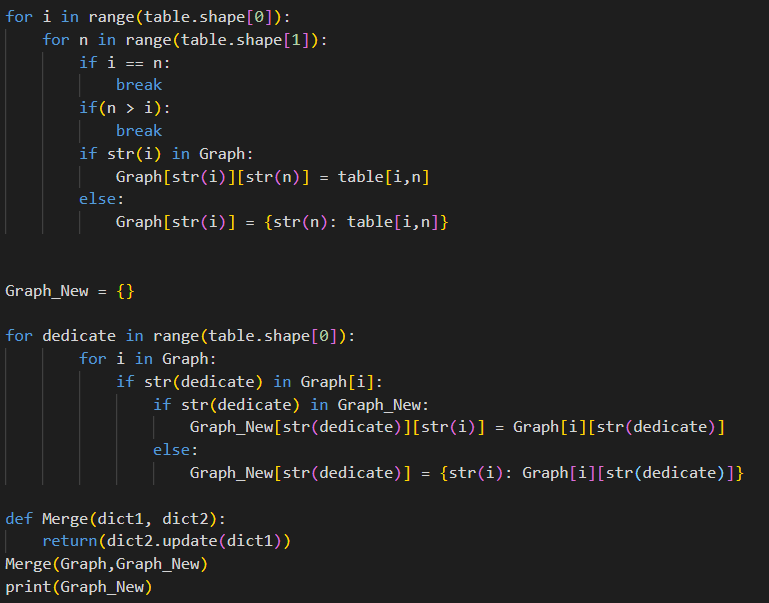 for i in range(table.shape[0]):
    for n in range(table.shape[1]):
        if i == n:
            break
        if(n > i):
            break
        if str(i) in Graph:
            Graph[str(i)][str(n)] = table[i,n]
        else:
            Graph[str(i)] = {str(n): table[i,n]}
Graph_New = {}
for dedicate in range(table.shape[0]):
        for i in Graph:
            if str(dedicate) in Graph[i]:
                if str(dedicate) in Graph_New:
                    Graph_New[str(dedicate)][str(i)] = Graph[i][str(dedicate)]
                else:
                    Graph_New[str(dedicate)] = {str(i): Graph[i][str(dedicate)]}
def Merge(dict1, dict2):
    return(dict2.update(dict1))
Merge(Graph,Graph_New)
print(Graph_New)